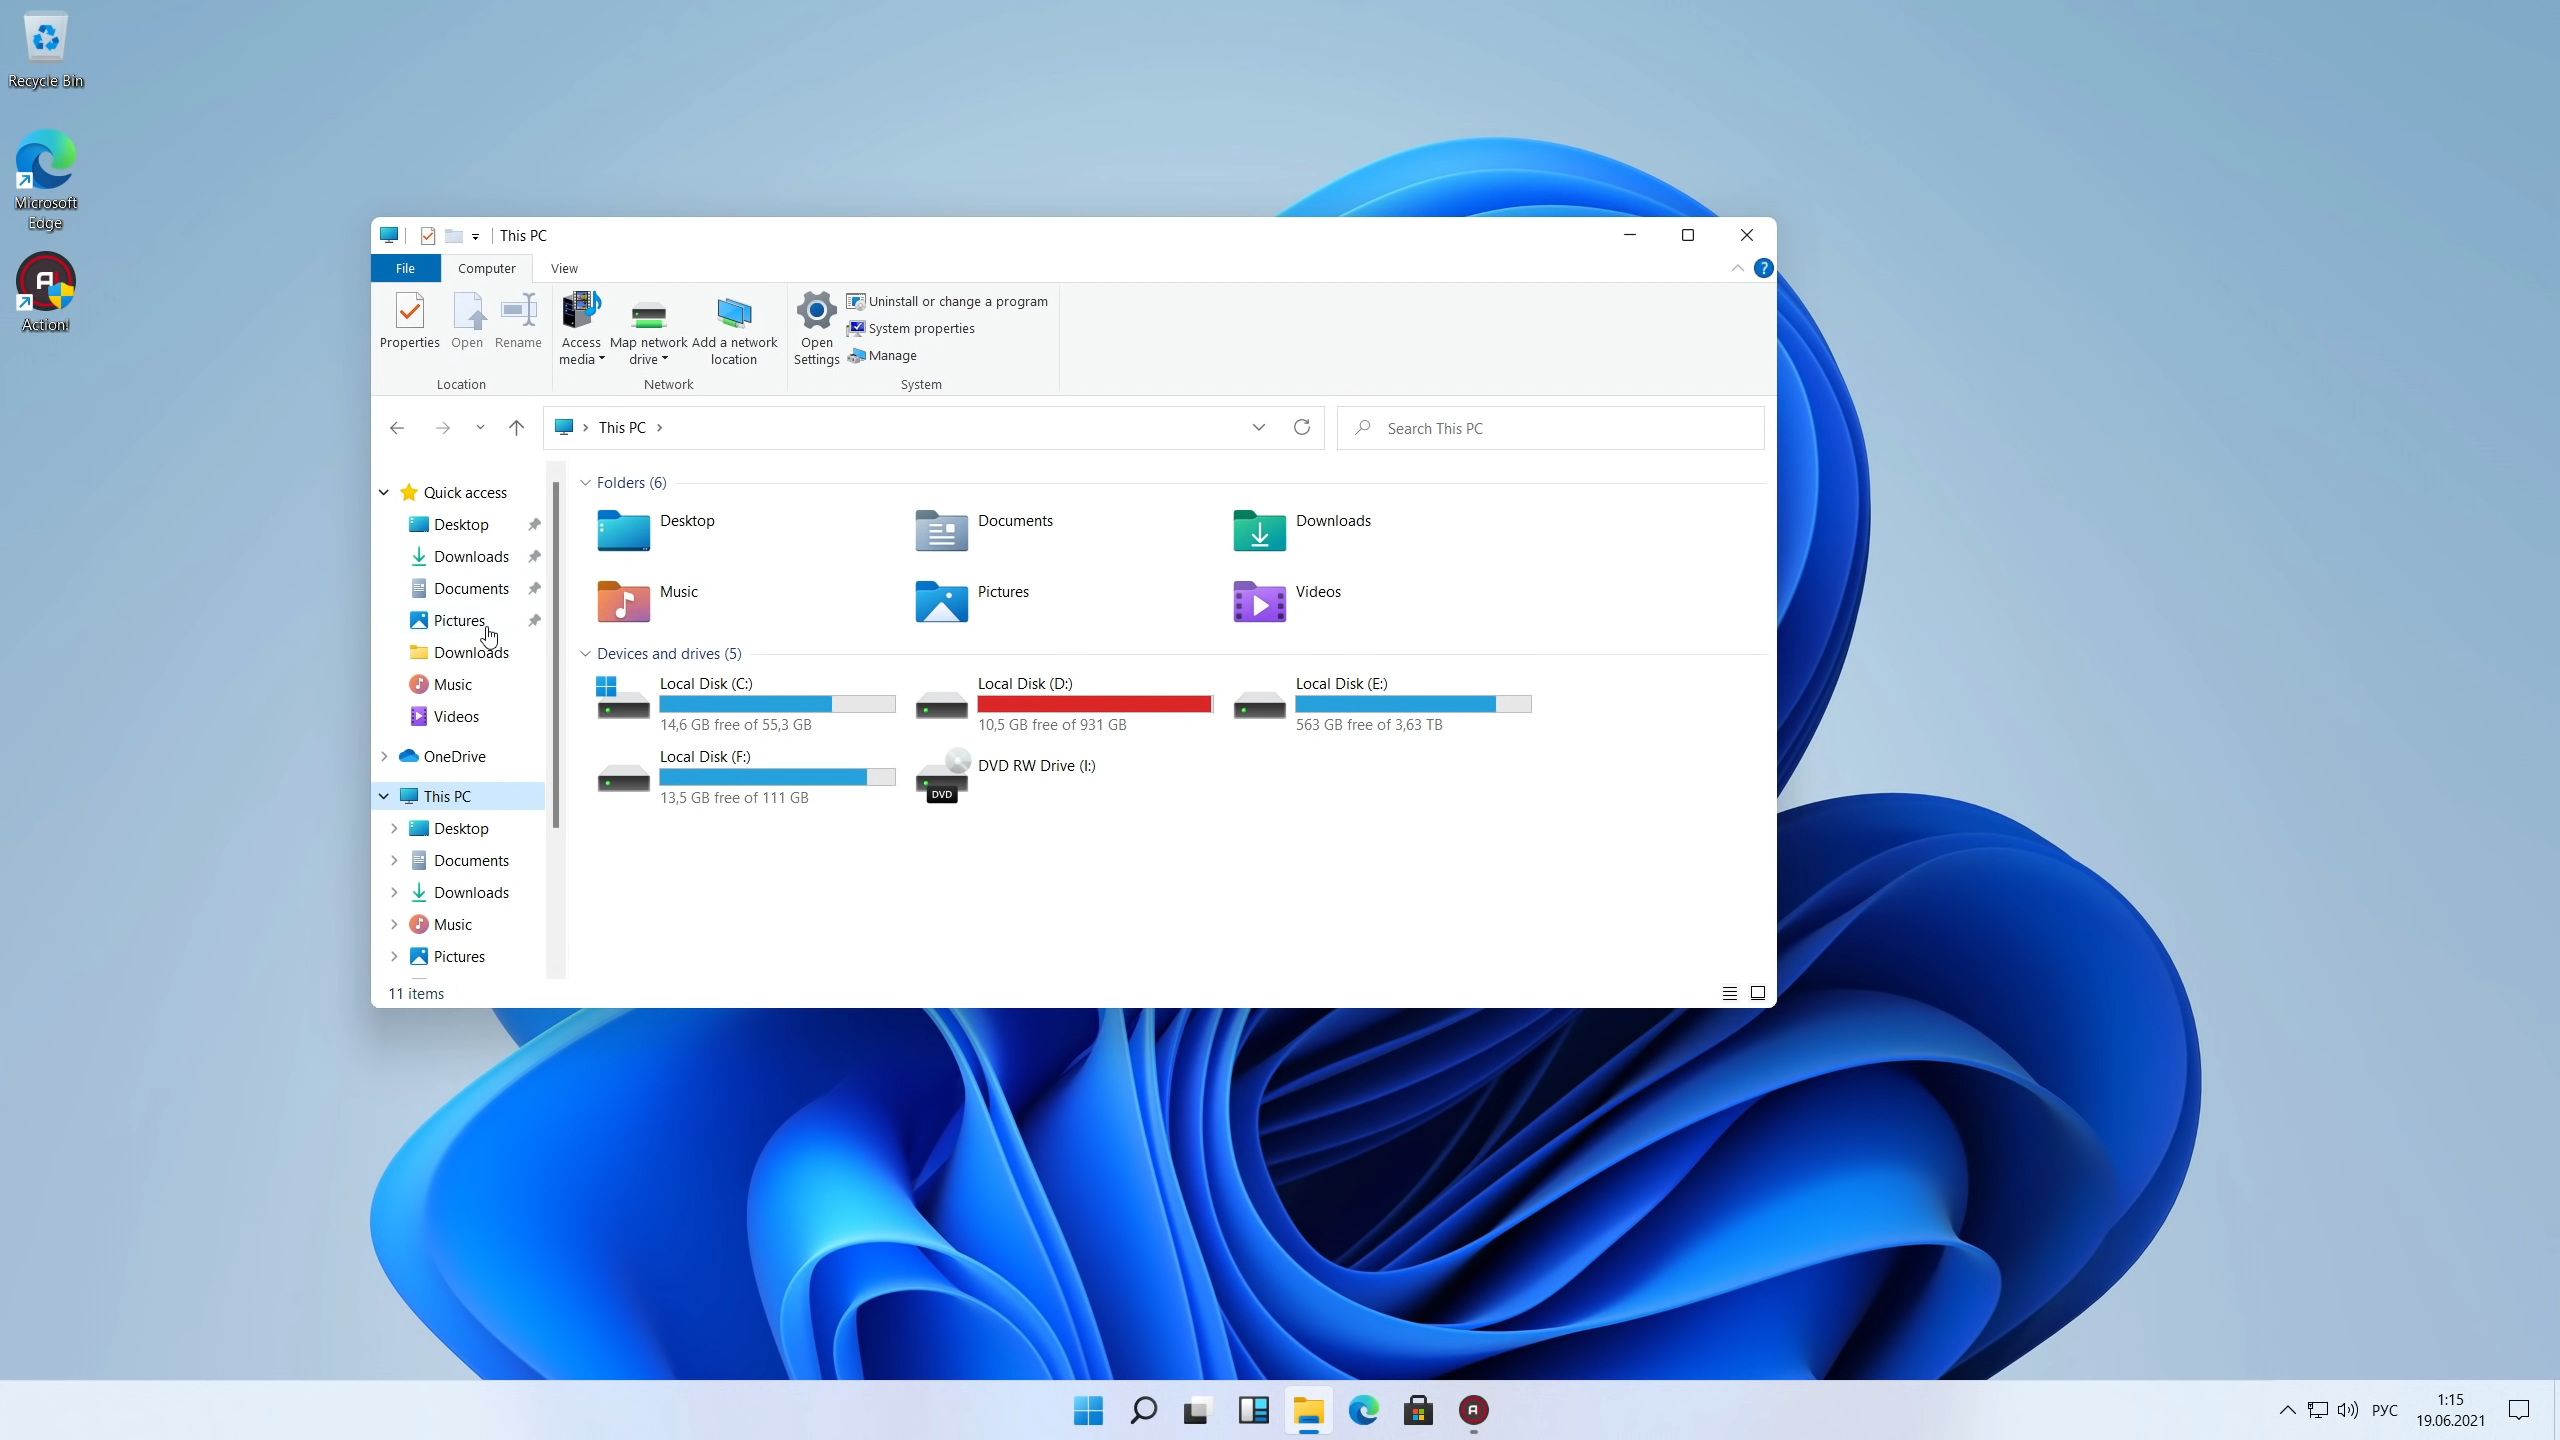 Recycle Bin
Microsoft
Edge
Action!
This PC
File
Computer
View
Properties
Open
Rename
Location
Access
media
Map network
drive
Add a network
location
Network
Open
Settings
Uninstall or change a program
System properties
Manage
System
This PC
Search This PC
Quick access
Desktop
Downloads
Documents
Pictures
Downloads
Music
Videos
OneDrive
This PC
Desktop
Documents
Downloads
Music
Pictures
Folders (6)
Desktop
Documents
Downloads
Music
Pictures
Videos
Devices and drives (5)
Local Disk (C:)
14,6 GB free of 55,3 GB
Local Disk (D:)
10,5 GB free of 931 GB
Local Disk (E:)
563 GB free of 3,63 TB
Local Disk (F:)
13,5 GB free of 111 GB
DVD
DVD RW Drive (I:)
11 items
РУС
1:15
19.06.2021